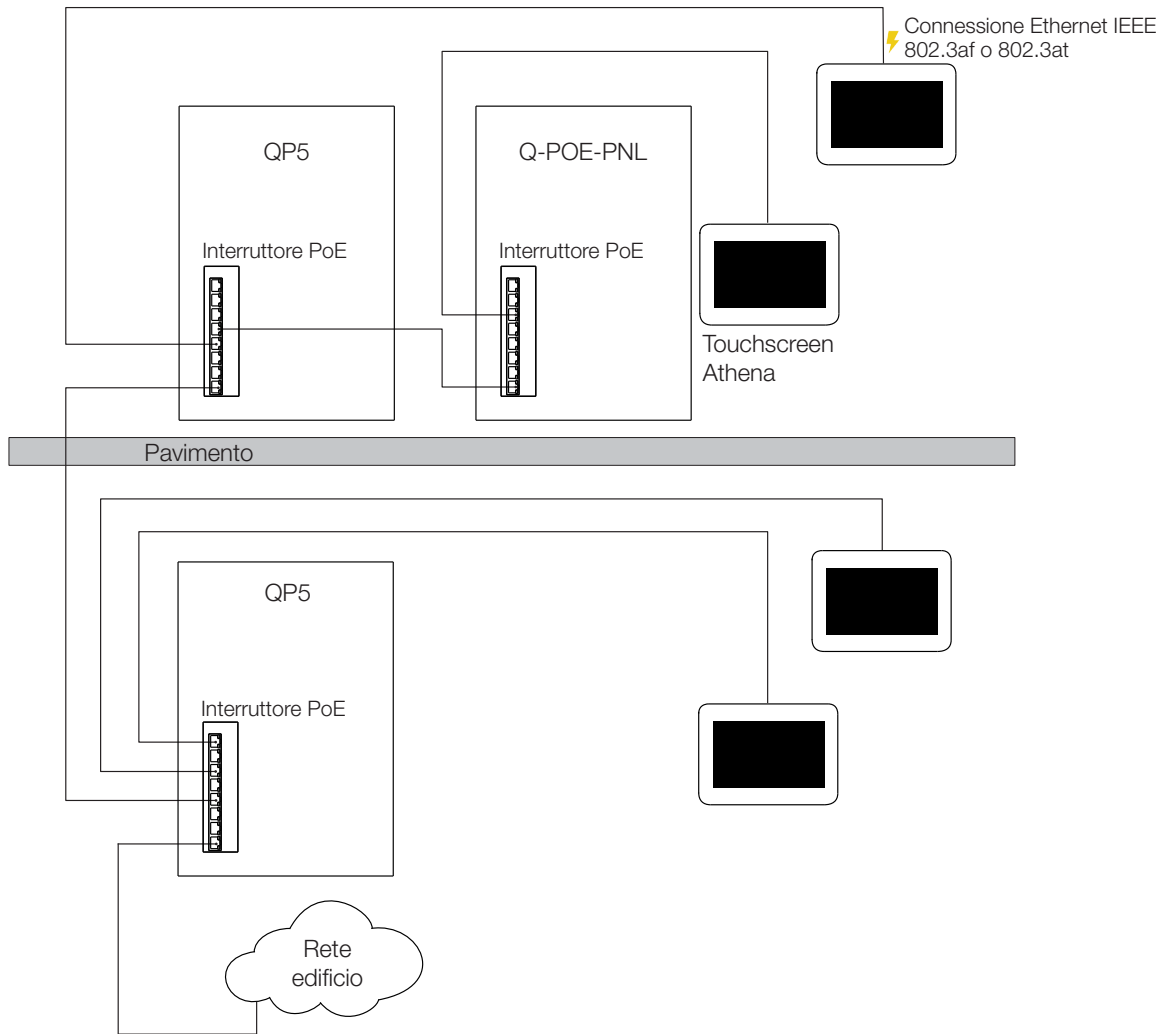 Connessione Ethernet IEEE
802.3af o 802.3at
QP5
Q-POE-PNL
Interruttore PoE
Interruttore PoE
Touchscreen
Athena
Pavimento
QP5
Interruttore PoE
Rete
edificio